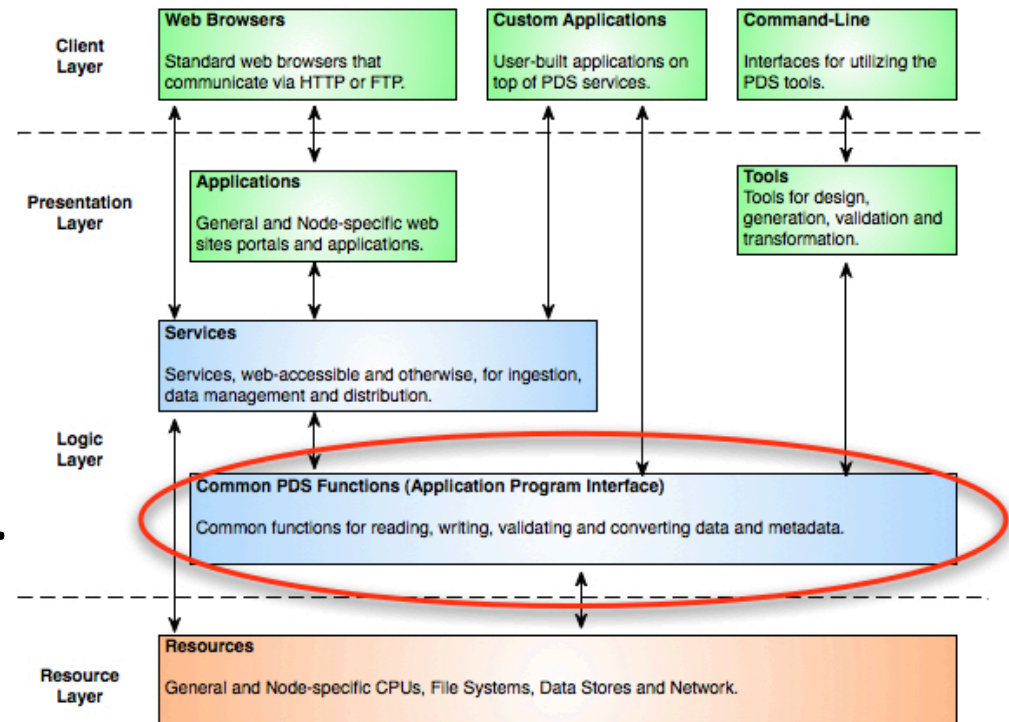 Client
Layer
Web Browsers
Standard web browsers that
communicate via HTTP or FTP.
Custom Applications
User-built applications on
top of PDS services.
Command-Line
Interfaces for utilizing the
PDS tools.
Presentation
Layer
Applications
General and Node-specific web
sites portals and applications.
Tools
Tools for design,
generation, validation and
transformation.
Logic
Layer
Services
Services, web-accessible and otherwise, for ingestion,
data management and distribution.
Common PDS Functions (Application Program Interface)
Common functions for reading, writing, validating and converting data and metadata.
.
Resource
Layer
Resources
General and Node-specific CPUs, File Systems, Data Stores and Network.